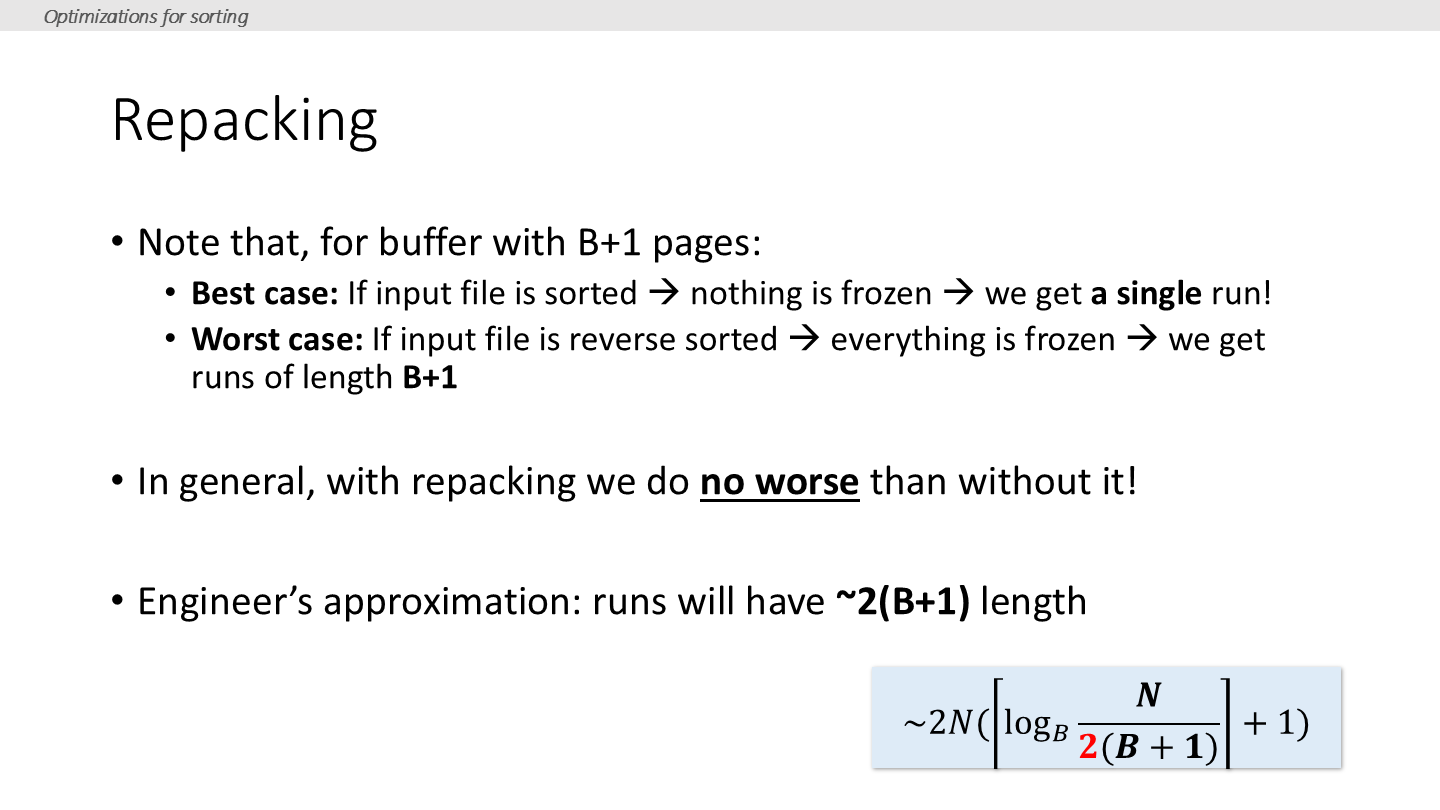 Optimizations for sorting
Repacking
• Note that, for buffer with B+1 pages:
• Best case: If input file is sorted → nothing is frozen → we get a single run!
• Worst case: If input file is reverse sorted → everything is frozen → we get
runs of length B+1
• In general, with repacking we do no worse than without it!
• Engineer’s approximation: runs will have ~2(B+1) length
~2N(⌈log_B N/2(B + 1)⌉ + 1)